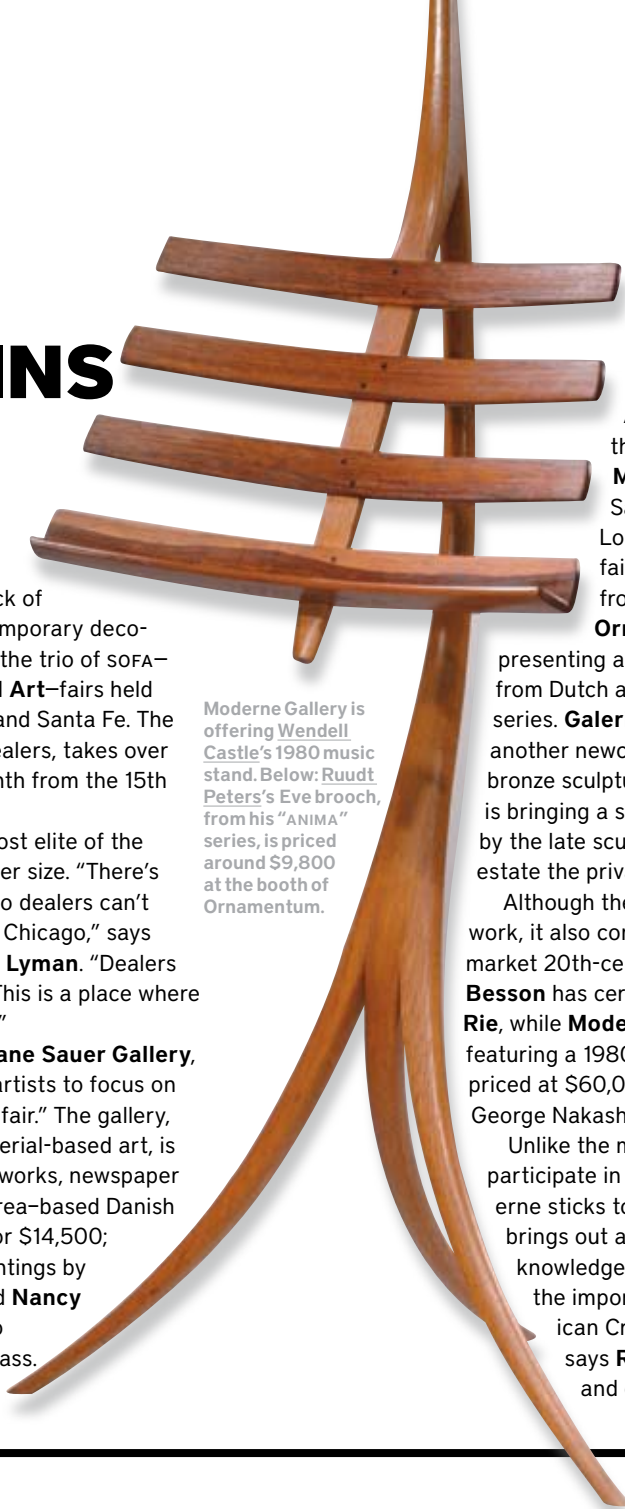 INS
ck of
mporary deco-
the trio of SOFA—
l Art—fairs held
and Santa Fe. The
ealers, takes over
nth from the 15th
ost elite of the
er size. “There’s
o dealers can’t
Chicago,” says
Lyman. “Dealers
This is a place where
”
ane Sauer Gallery,
artists to focus on
fair.” The gallery,
erial-based art, is
works, newspaper
rea–based Danish
or $14,500;
ntings by
d Nancy
o
ass.
Moderne Gallery is
offering Wendell
Castle’s 1980 music
stand. Below: Ruudt
Peters’s Eve brooch,
from his “ANIMA”
series, is priced
around $9,800
at the booth of
Ornamentum.
th
M
Sa
Lo
fai
fro
Orn
presenting a
from Dutch a
series. Galer
another newc
bronze sculptu
is bringing a s
by the late scu
estate the priv
Although the
work, it also con
market 20th-ce
Besson has cer
Rie, while Mode
featuring a 1980
priced at $60,0
George Nakash
Unlike the m
participate in
erne sticks to
brings out a
knowledge
the impor
ican Cr
says R
and